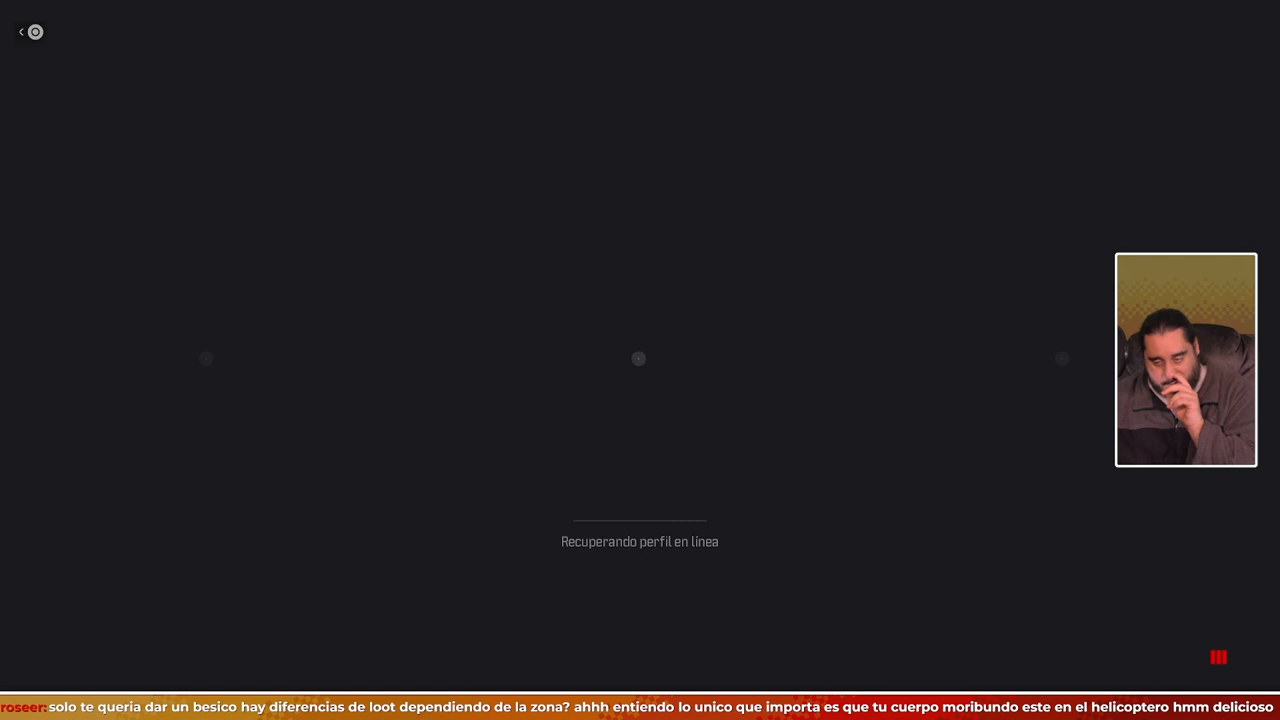 Recuperando perfil en línea
roseer: solo te queria dar un besico hay diferencias de loot dependiendo de la zona? ahhh entiendo lo unico que importa es que tu cuerpo moribundo este en el helicoptero hmm delicioso